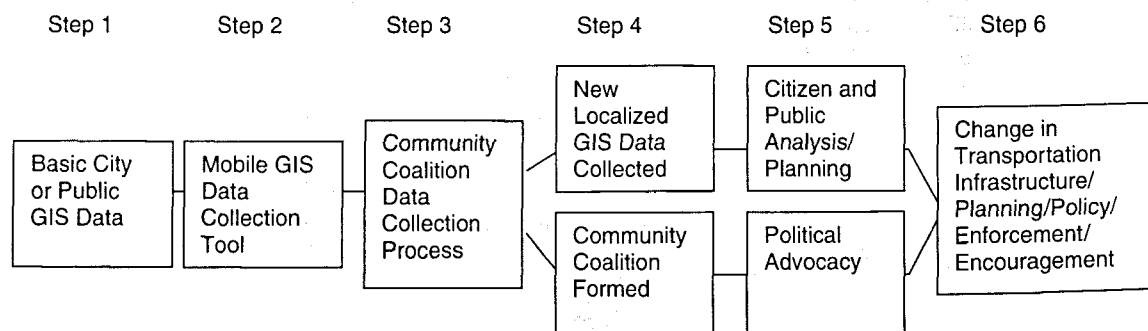 Step 1 Step 2 Step 3 Step 4 Step 5 Step 6
Basic City
or Public
GIS Data
Mobile GIS
Data
Collection
Tool
Community
Coalition
Data
Collection
Process
New
Localized
GIS Data
Collected
Community
Coalition
Formed
Citizen and
Public
Analysis/
Planning
Political
Advocacy
Change in
Transportation
Infrastructure/
Planning/Policy/
Enforcement/
Encouragement